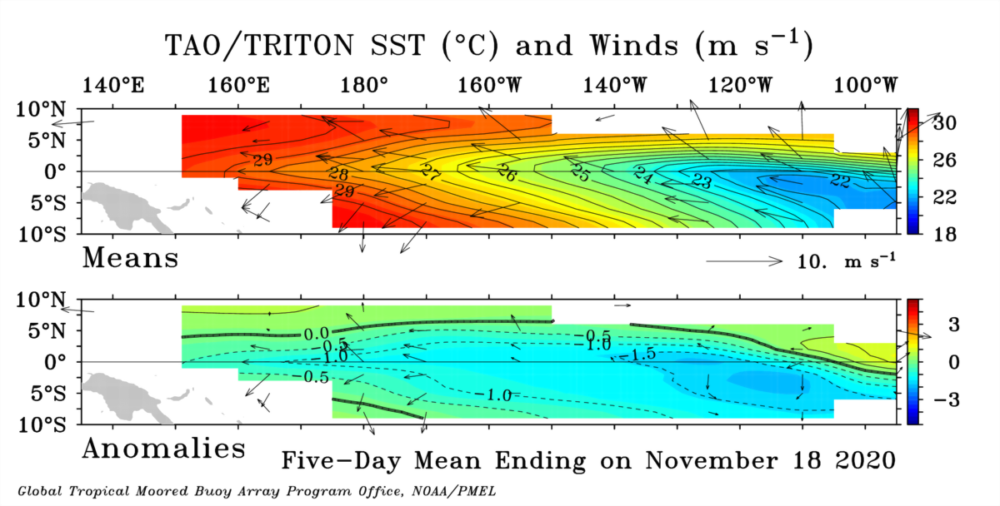 TAO/TRITON SST (°C) and Winds (m s⁻¹)
140°E 160°E 180° 160°W 140°W 120°W 100°W
10°N
5°N
0°
5°S
10°S
29
28
29
27
26
25
24
23
22
30
26
22
18
Means
10. m s⁻¹
10°N
5°N
0°
5°S
10°S
0.0
−0.5
−1.0
−0.5
−1.0
−0.5
−1.0
−1.5
3
0
−3
Anomalies
Five−Day Mean Ending on November 18 2020
Global Tropical Moored Buoy Array Program Office, NOAA/PMEL